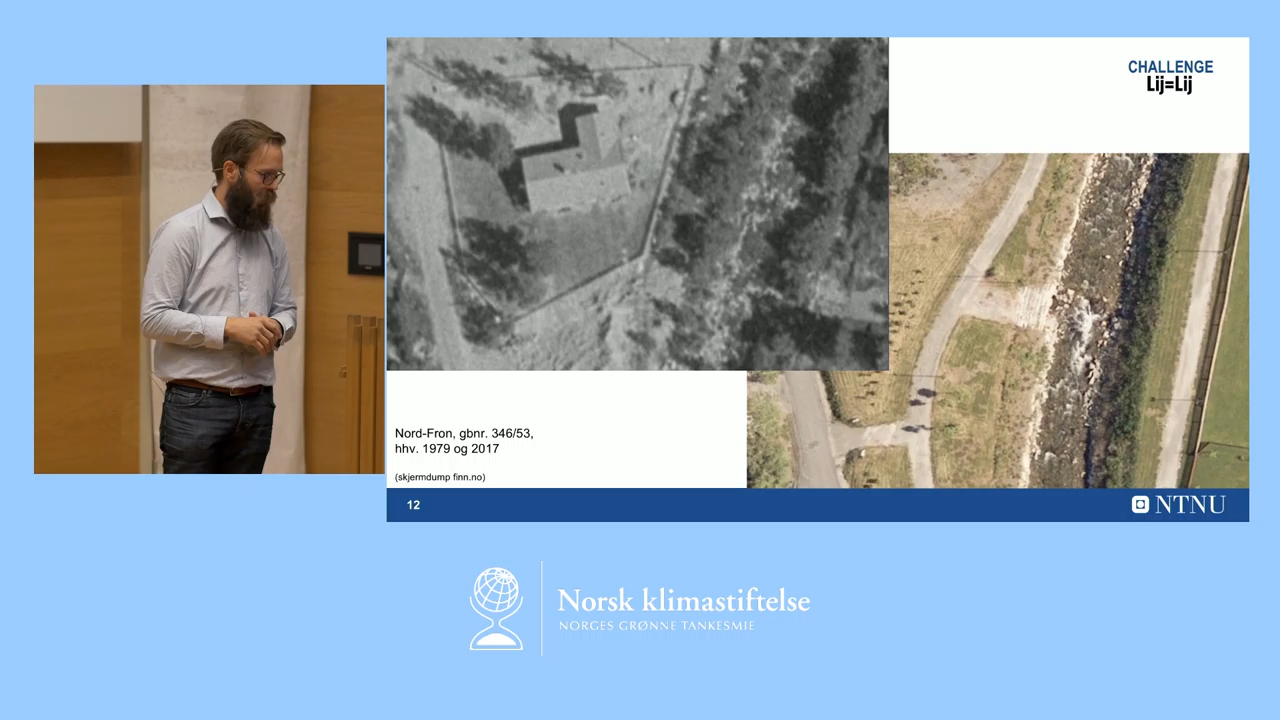 CHALLENGE
Lij=Lij
Nord-Fron, gbnr. 346/53,
hhv. 1979 og 2017
(skjermdump finn.no)
12
NTNU
Norsk klimastiftelse
NORGES GRØNNE TANKESMIE